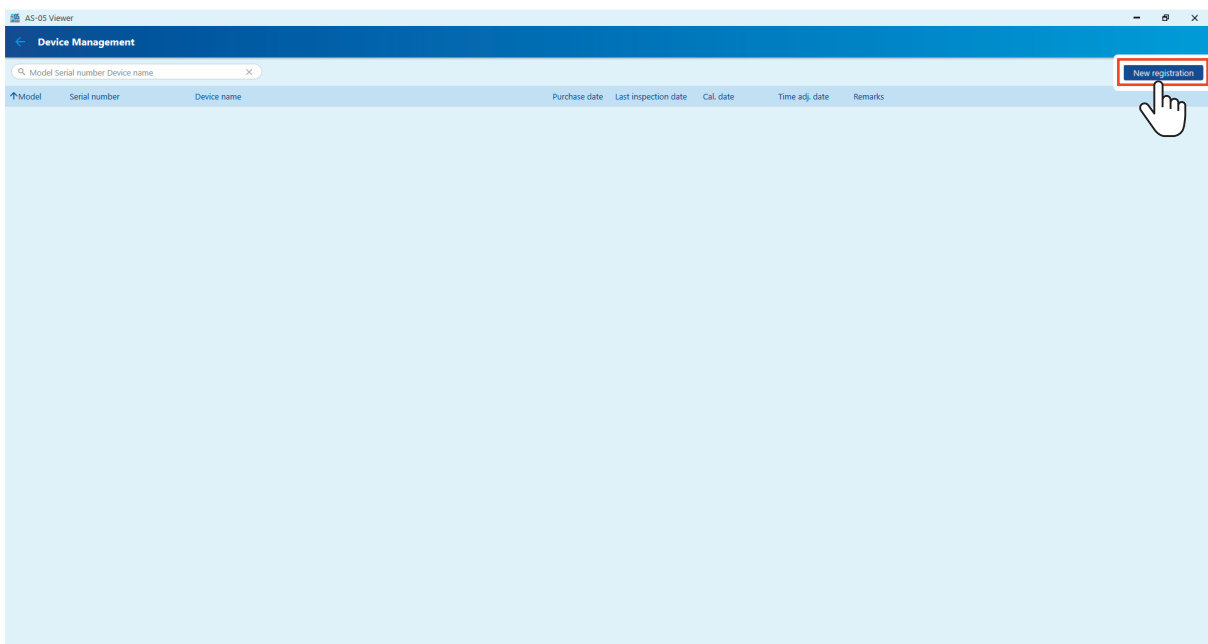 AS-05 Viewer
Device Management
Model Serial number Device name
New registration
Model Serial number Device name Purchase date Last inspection date Cal. date Time adj. date Remarks